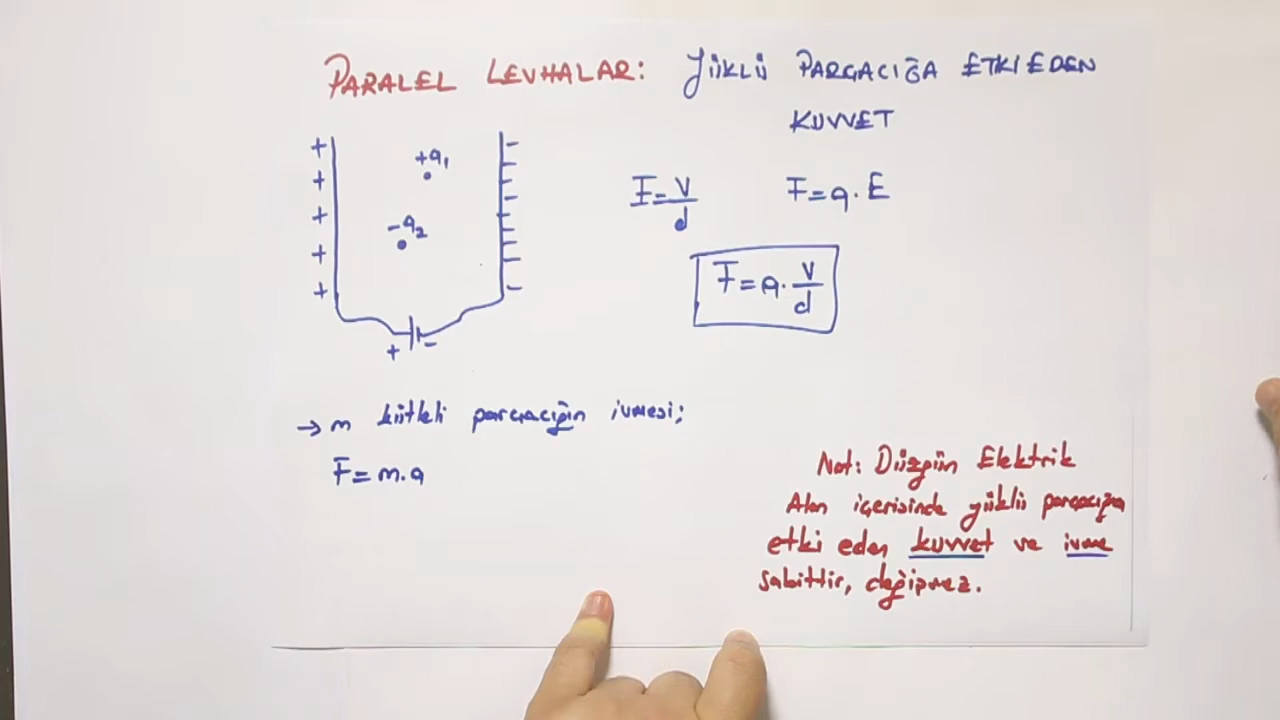 PARALEL LEVHALAR: YÜKLÜ PARÇACIĞA ETKİ EDEN
KUVVET
+ -
+ +q₁
+
+ -q₂
+
+ -
+ -
E=V/d F=q.E
F=q.V/d
→ m kütleli parçacığın ivmesi;
F=m.a
Not: Düzgün Elektrik
Alan içerisinde yüklü parçacığa
etki eden kuvvet ve ivme
sabittir, değişmez.